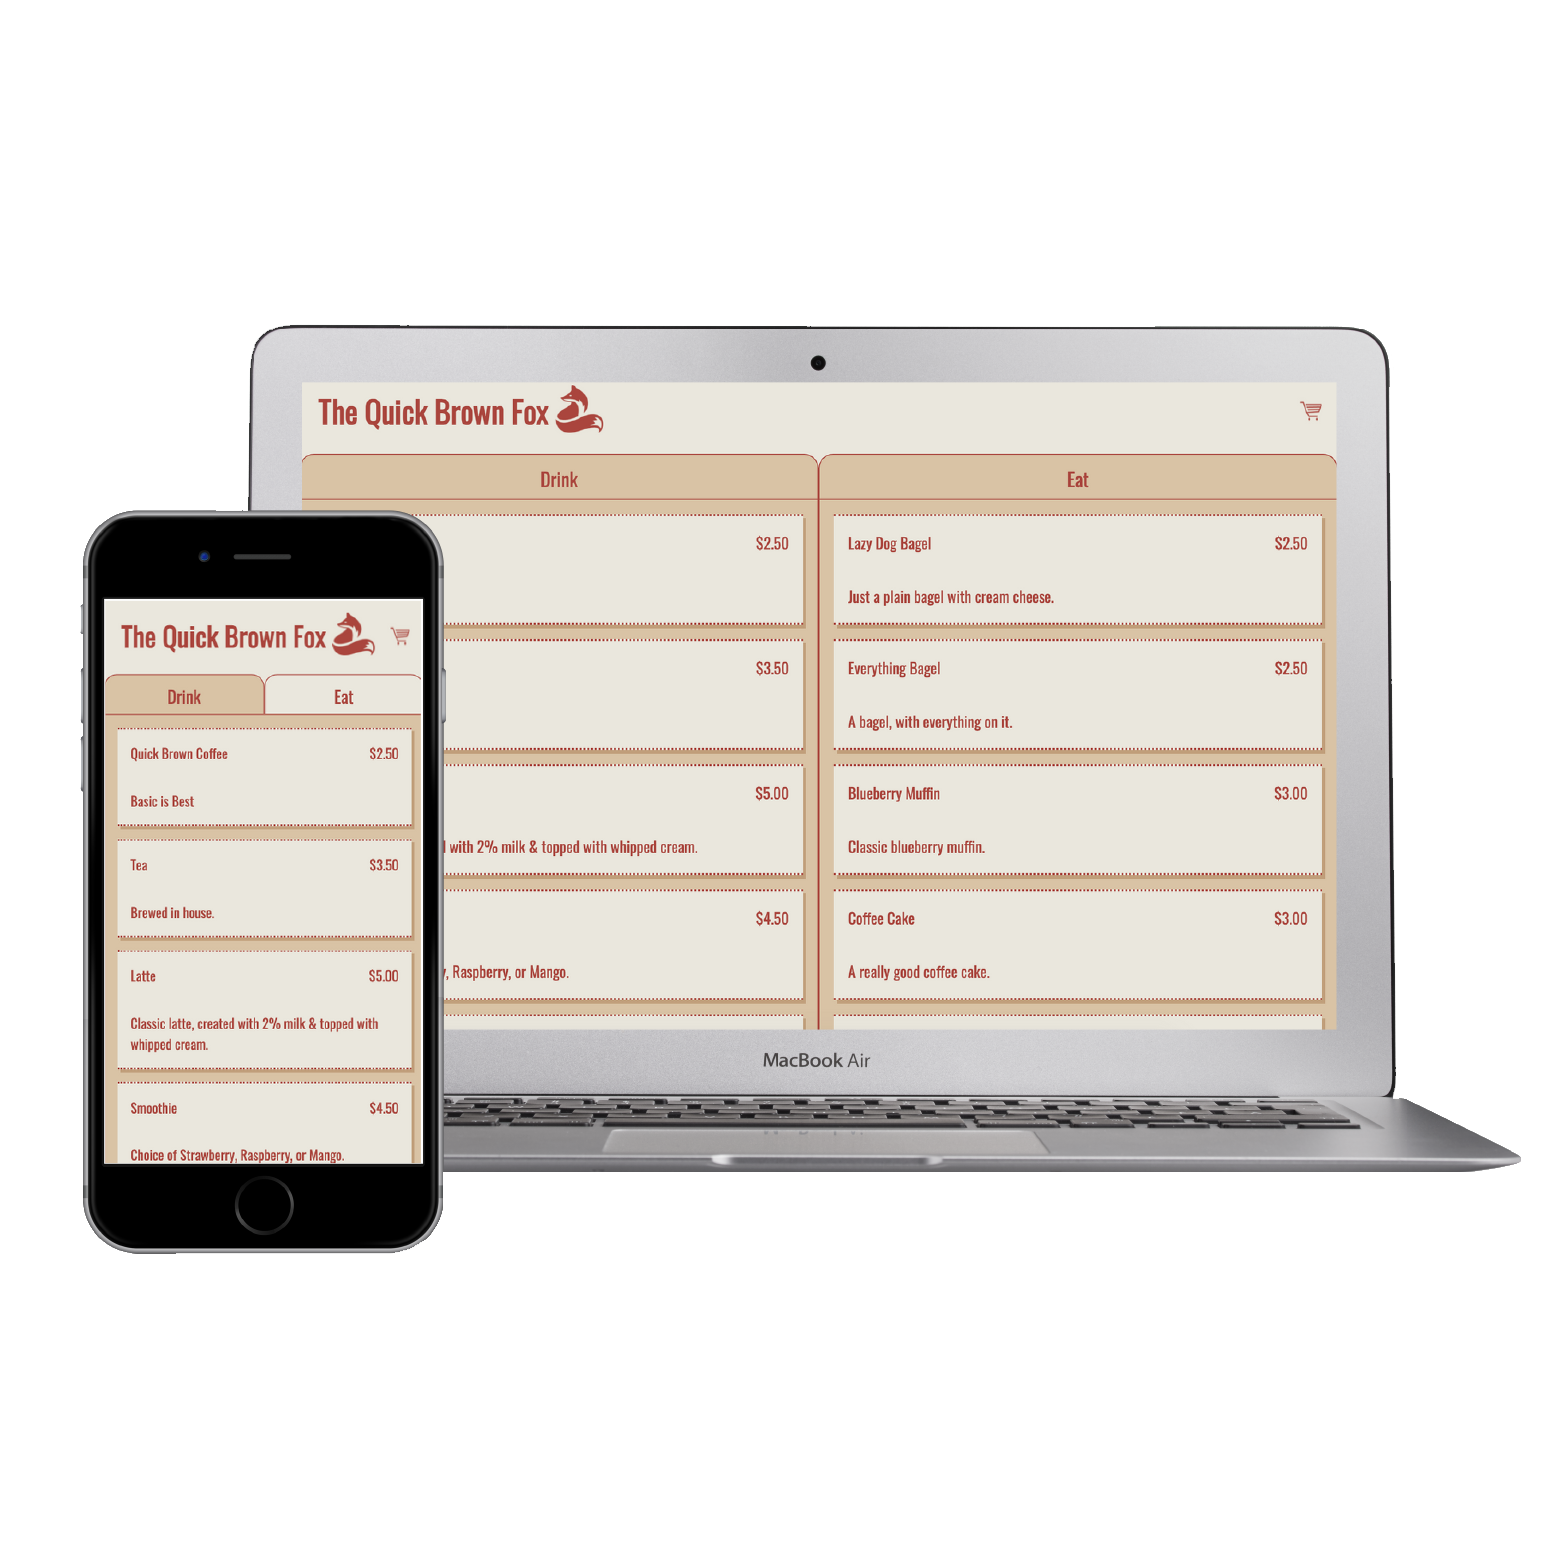 The Quick Brown Fox
Drink
Eat
$2.50
$3.50
$5.00
with 2% milk & topped with whipped cream.
$4.50
, Raspberry, or Mango.
Lazy Dog Bagel
$2.50
Just a plain bagel with cream cheese.
Everything Bagel
$2.50
A bagel, with everything on it.
Blueberry Muffin
$3.00
Classic blueberry muffin.
Coffee Cake
$3.00
A really good coffee cake.
MacBook Air
The Quick Brown Fox
Drink
Eat
Quick Brown Coffee
$2.50
Basic is Best
Tea
$3.50
Brewed in house.
Latte
$5.00
Classic latte, created with 2% milk & topped with
whipped cream.
Smoothie
$4.50
Choice of Strawberry, Raspberry, or Mango.